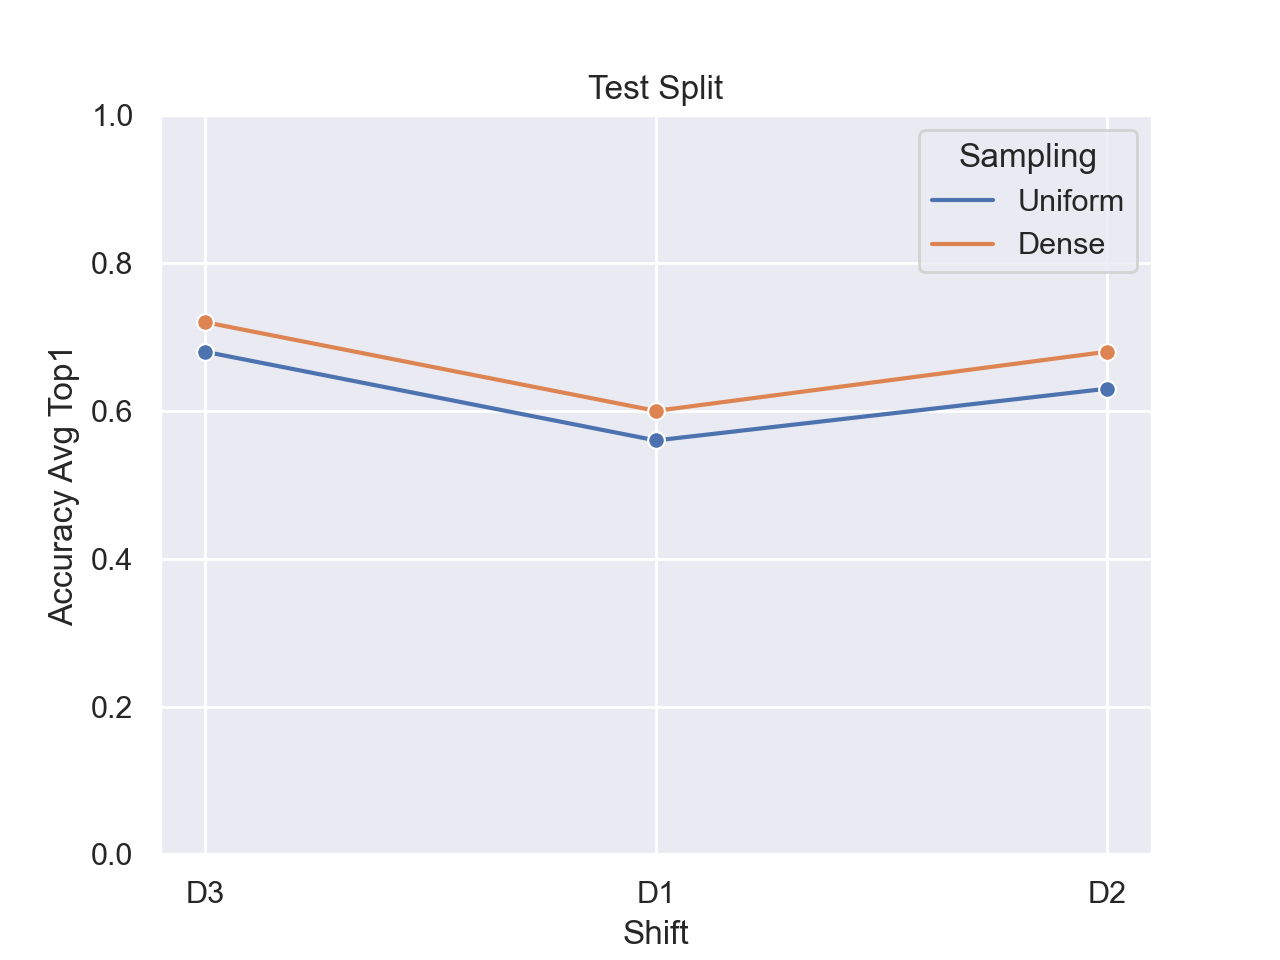 Test Split
Accuracy Avg Top1
1.0
0.8
0.6
0.4
0.2
0.0
Sampling
Uniform
Dense
D3
D1
D2
Shift